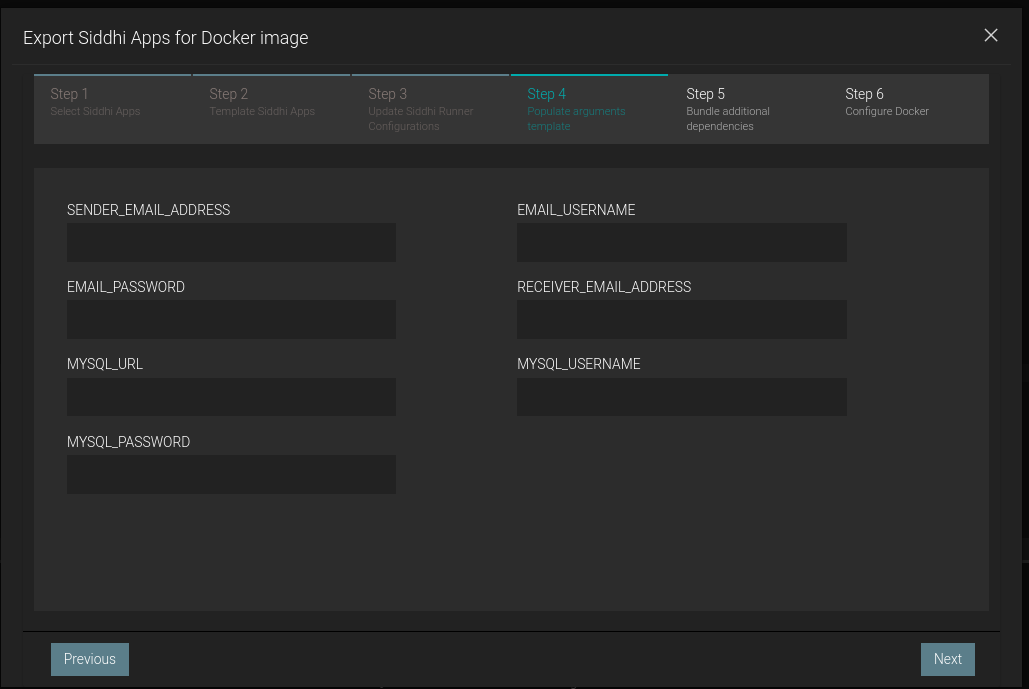 Export Siddhi Apps for Docker image
Step 1
Select Siddhi Apps
Step 2
Template Siddhi Apps
Step 3
Update Siddhi Runner
Configurations
Step 4
Populate arguments
template
Step 5
Bundle additional
dependencies
Step 6
Configure Docker
SENDER_EMAIL_ADDRESS
EMAIL_USERNAME
EMAIL_PASSWORD
RECEIVER_EMAIL_ADDRESS
MYSQL_URL
MYSQL_USERNAME
MYSQL_PASSWORD
Previous
Next